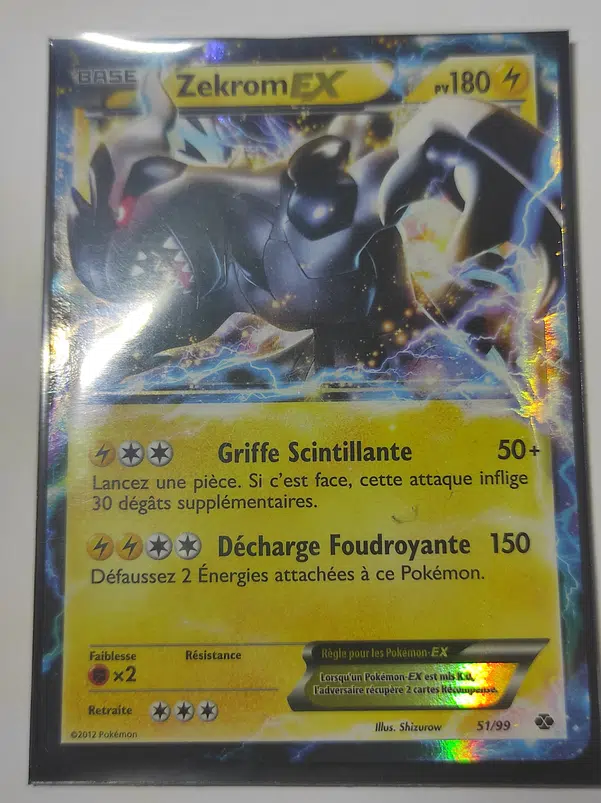 BASE
Zekrom EX
PV 180
Griffe Scintillante 50+
Lancez une pièce. Si c'est face, cette attaque inflige
30 dégâts supplémentaires.
Décharge Foudroyante 150
Défaussez 2 Énergies attachées à ce Pokémon.
Faiblesse
Résistance
×2
Retraite
Règle pour les Pokémon-EX
Lorsqu'un Pokémon-EX est mis K.O,
l'adversaire récupère 2 cartes Récompense.
©2012 Pokémon
Illus. Shizurow
51/99